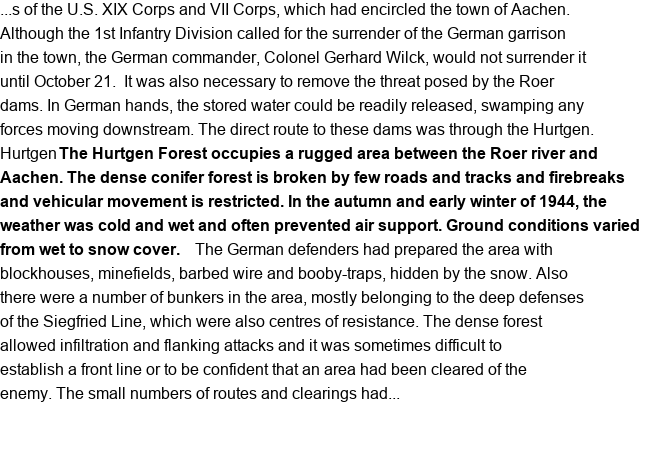 ...s of the U.S. XIX Corps and VII Corps, which had encircled the town of Aachen.
Although the 1st Infantry Division called for the surrender of the German garrison
in the town, the German commander, Colonel Gerhard Wilck, would not surrender it
until October 21.  It was also necessary to remove the threat posed by the Roer
dams. In German hands, the stored water could be readily released, swamping any
forces moving downstream. The direct route to these dams was through the Hurtgen.
Hurtgen The Hurtgen Forest occupies a rugged area between the Roer river and
Aachen. The dense conifer forest is broken by few roads and tracks and firebreaks
and vehicular movement is restricted. In the autumn and early winter of 1944, the
weather was cold and wet and often prevented air support. Ground conditions varied
from wet to snow cover.   The German defenders had prepared the area with
blockhouses, minefields, barbed wire and booby-traps, hidden by the snow. Also
there were a number of bunkers in the area, mostly belonging to the deep defenses
of the Siegfried Line, which were also centres of resistance. The dense forest
allowed infiltration and flanking attacks and it was sometimes difficult to
establish a front line or to be confident that an area had been cleared of the
enemy. The small numbers of routes and clearings had...